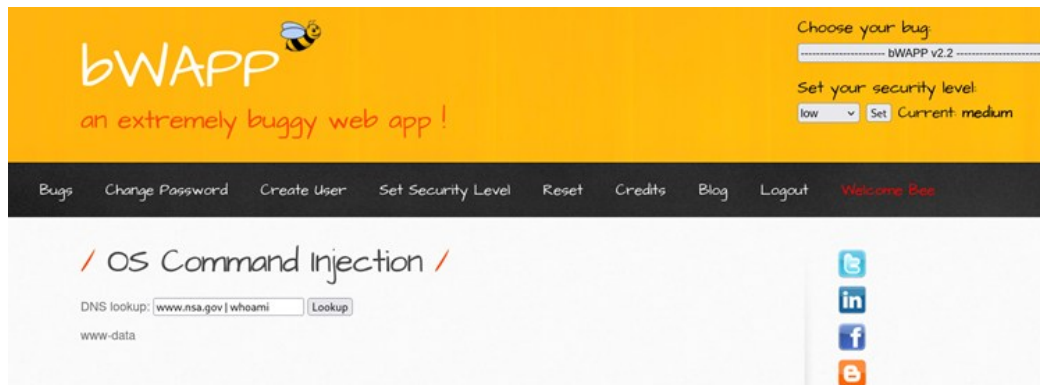 Choose your bug:
---------------------- bWAPP v2.2 ----------------------
bWAPP
Set your security level:
an extremely buggy web app !
low Set Current: medium
Bugs Change Password Create User Set Security Level Reset Credits Blog Logout Welcome Bee
/ OS Command Injection /
DNS lookup: www.nsa.gov | whoami Lookup
www-data